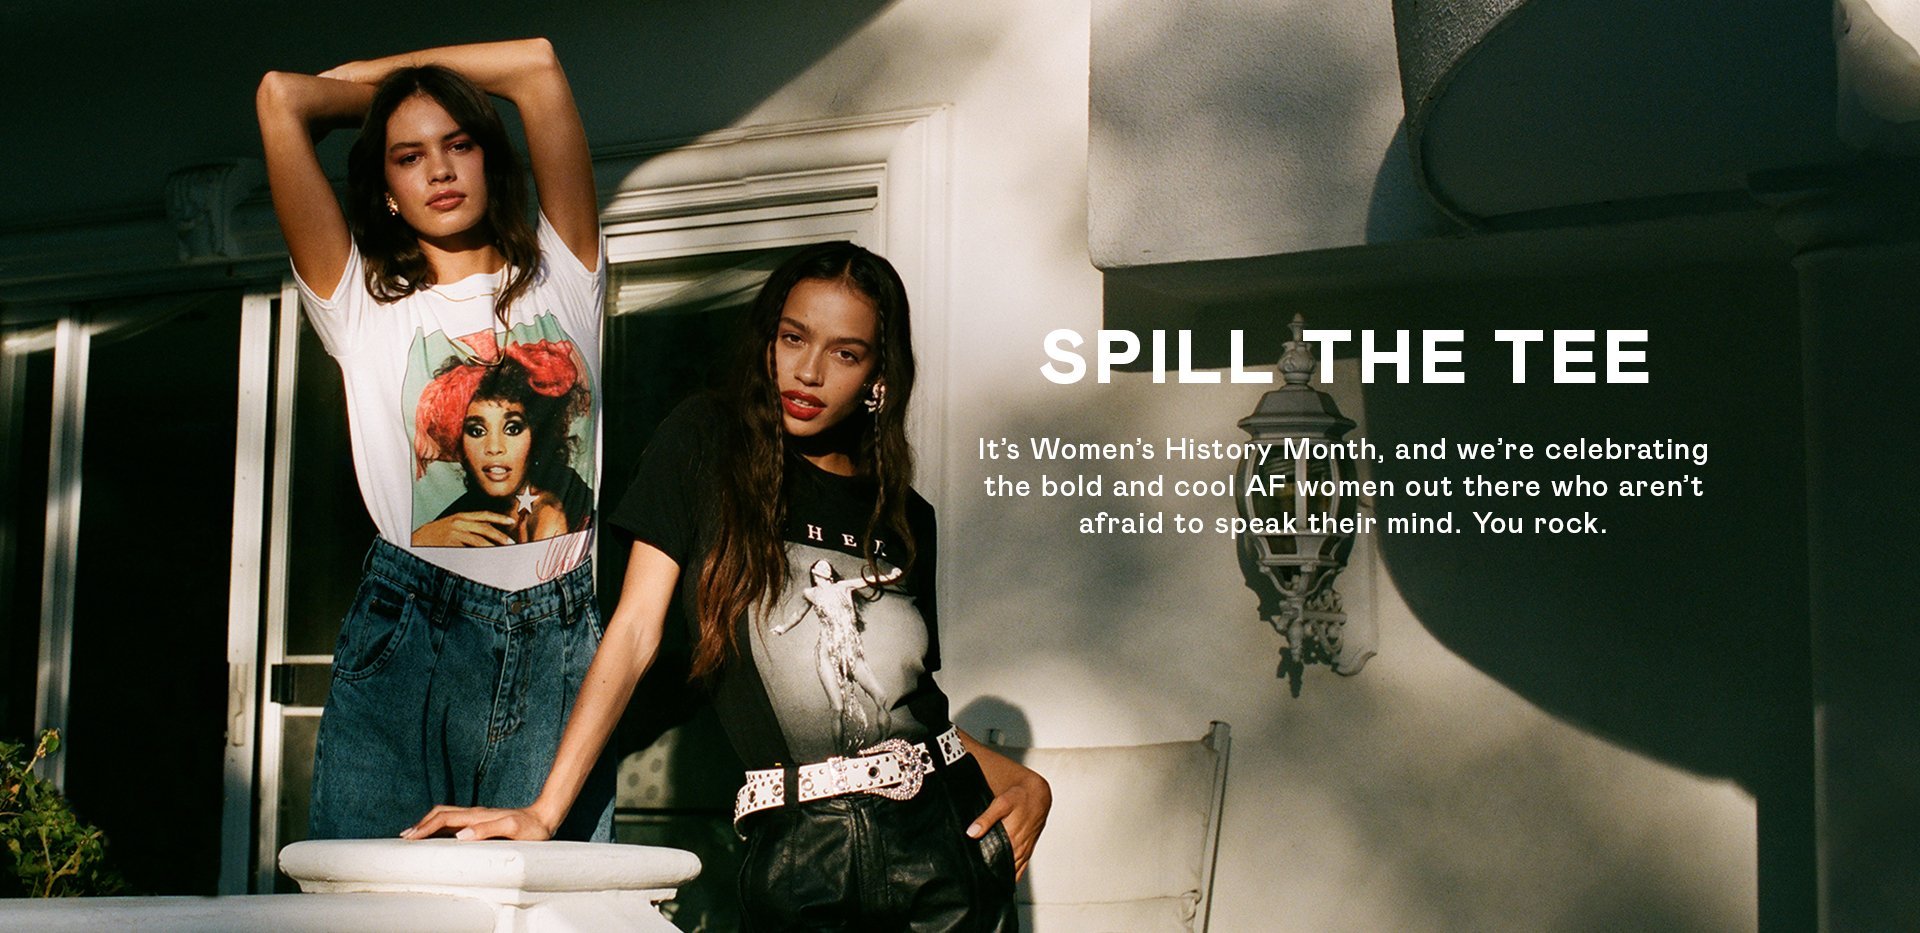 SPILL THE TEE
It's Women's History Month, and we're celebrating
the bold and cool AF women out there who aren't
afraid to speak their mind. You rock.